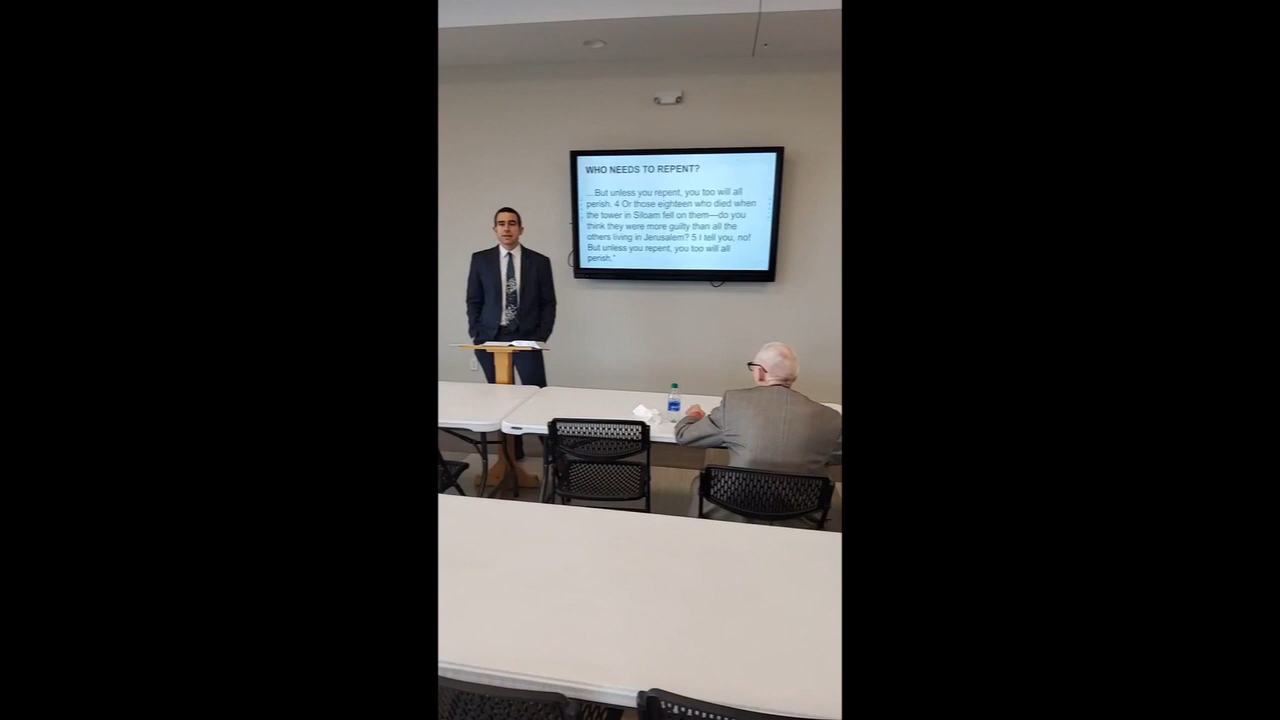 WHO NEEDS TO REPENT?
...But unless you repent, you too will all
perish. 4 Or those eighteen who died when
the tower in Siloam fell on them—do you
think they were more guilty than all the
others living in Jerusalem? 5 I tell you, no!
But unless you repent, you too will all
perish."